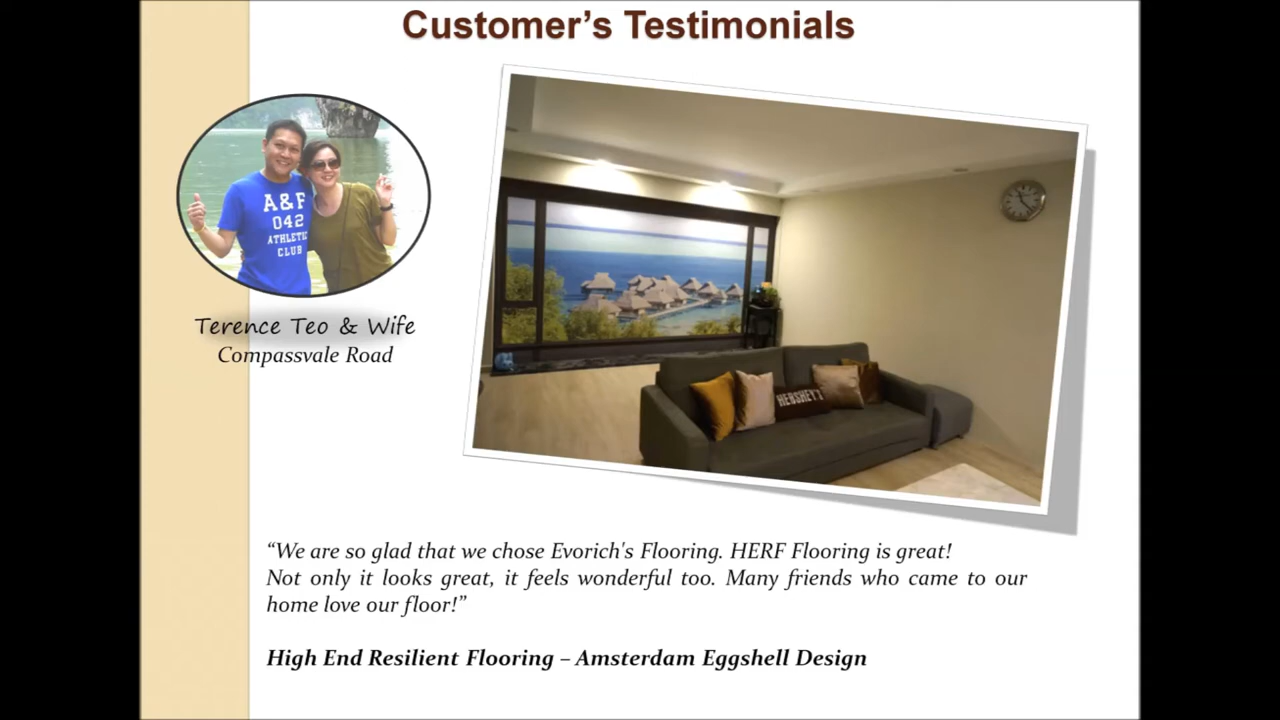 Customer's Testimonials
A&F
042
ATHLETIC
CLUB
Terence Teo & Wife
Compassvale Road
HERSHEY'S
“We are so glad that we chose Evorich's Flooring. HERF Flooring is great!
Not only it looks great, it feels wonderful too. Many friends who came to our
home love our floor!”
High End Resilient Flooring – Amsterdam Eggshell Design